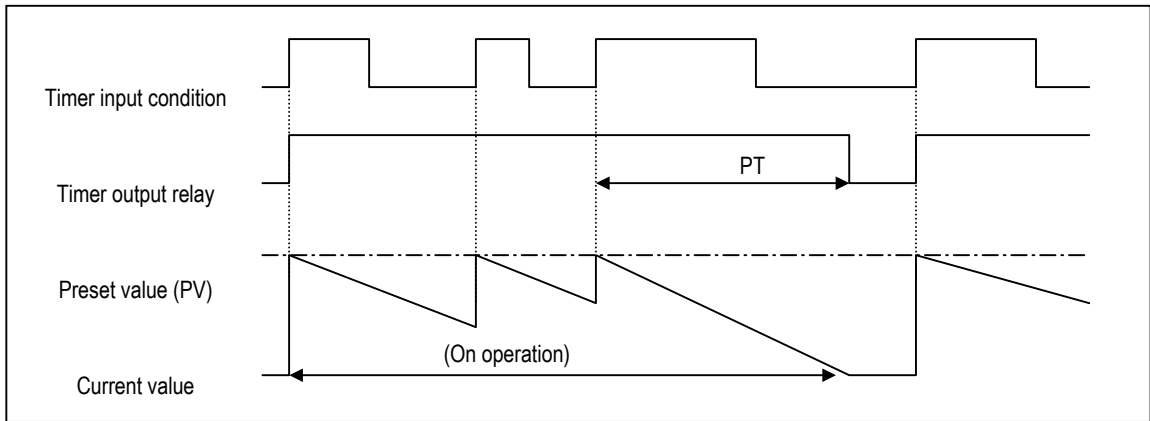 Timer input condition
PT
Timer output relay
Preset value (PV)
(On operation)
Current value